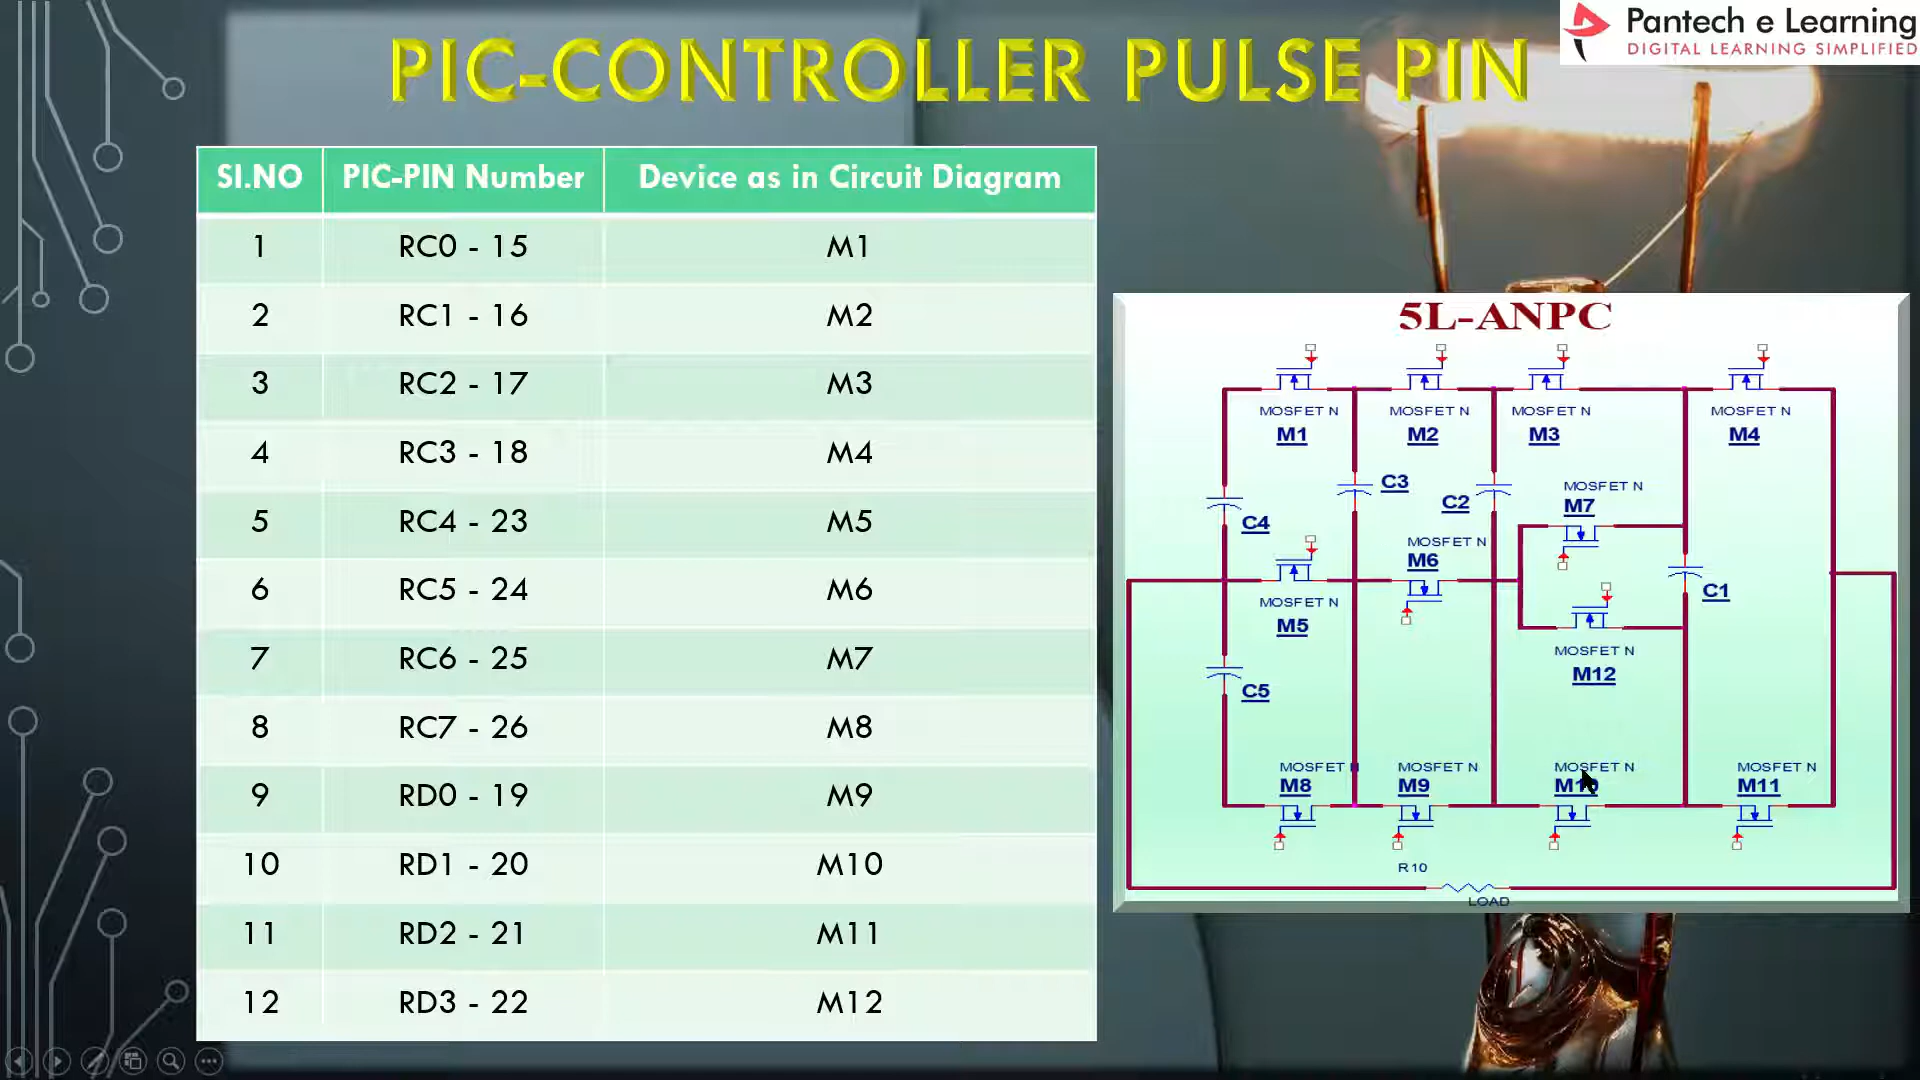 Pantech e Learning
DIGITAL LEARNING SIMPLIFIED
PIC-CONTROLLER PULSE PIN
SI.NO PIC-PIN Number Device as in Circuit Diagram
1 RC0 - 15 M1
2 RC1 - 16 M2
3 RC2 - 17 M3
4 RC3 - 18 M4
5 RC4 - 23 M5
6 RC5 - 24 M6
7 RC6 - 25 M7
8 RC7 - 26 M8
9 RD0 - 19 M9
10 RD1 - 20 M10
11 RD2 - 21 M11
12 RD3 - 22 M12
5L-ANPC
MOSFET N MOSFET N MOSFET N MOSFET N
M1 M2 M3 M4
C3 C2 MOSFET N
M7
C4 MOSFET N
M6
C1
MOSFET N
M5
MOSFET N
M12
C5
MOSFET N MOSFET N MOSFET N MOSFET N
M8 M9 M10 M11
R10
LOAD